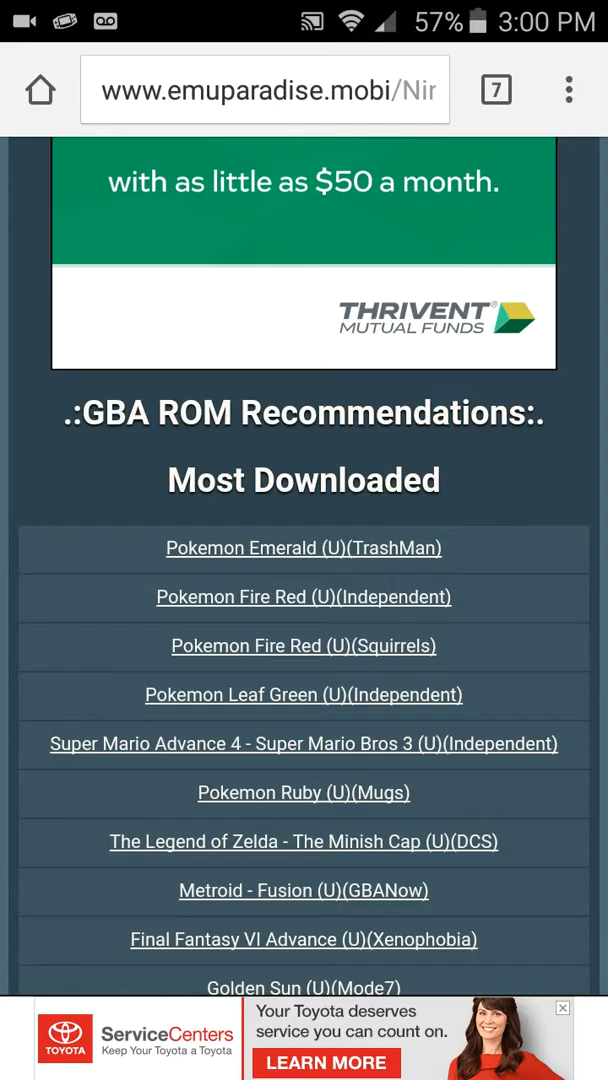 57% 3:00 PM
www.emuparadise.mobi/Nir
7
with as little as $50 a month.
THRIVENT®
MUTUAL FUNDS
.:GBA ROM Recommendations:.
Most Downloaded
Pokemon Emerald (U)(TrashMan)
Pokemon Fire Red (U)(Independent)
Pokemon Fire Red (U)(Squirrels)
Pokemon Leaf Green (U)(Independent)
Super Mario Advance 4 - Super Mario Bros 3 (U)(Independent)
Pokemon Ruby (U)(Mugs)
The Legend of Zelda - The Minish Cap (U)(DCS)
Metroid - Fusion (U)(GBANow)
Final Fantasy VI Advance (U)(Xenophobia)
Golden Sun (U)(Mode7)
TOYOTA
ServiceCenters
Keep Your Toyota a Toyota
Your Toyota deserves
service you can count on.
LEARN MORE